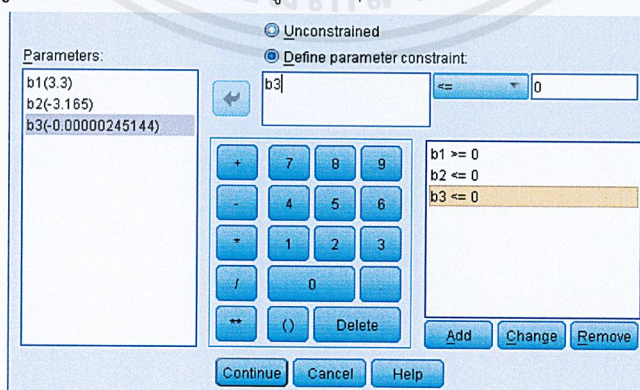 Unconstrained
Parameters:
Define parameter constraint:
b1(3.3)
b2(-3.165)
b3(-0.00000245144)
b3
<=
0
+ 7 8 9
- 4 5 6
* 1 2 3
/ 0 .
** () Delete
b1 >= 0
b2 <= 0
b3 <= 0
Add Change Remove
Continue Cancel Help